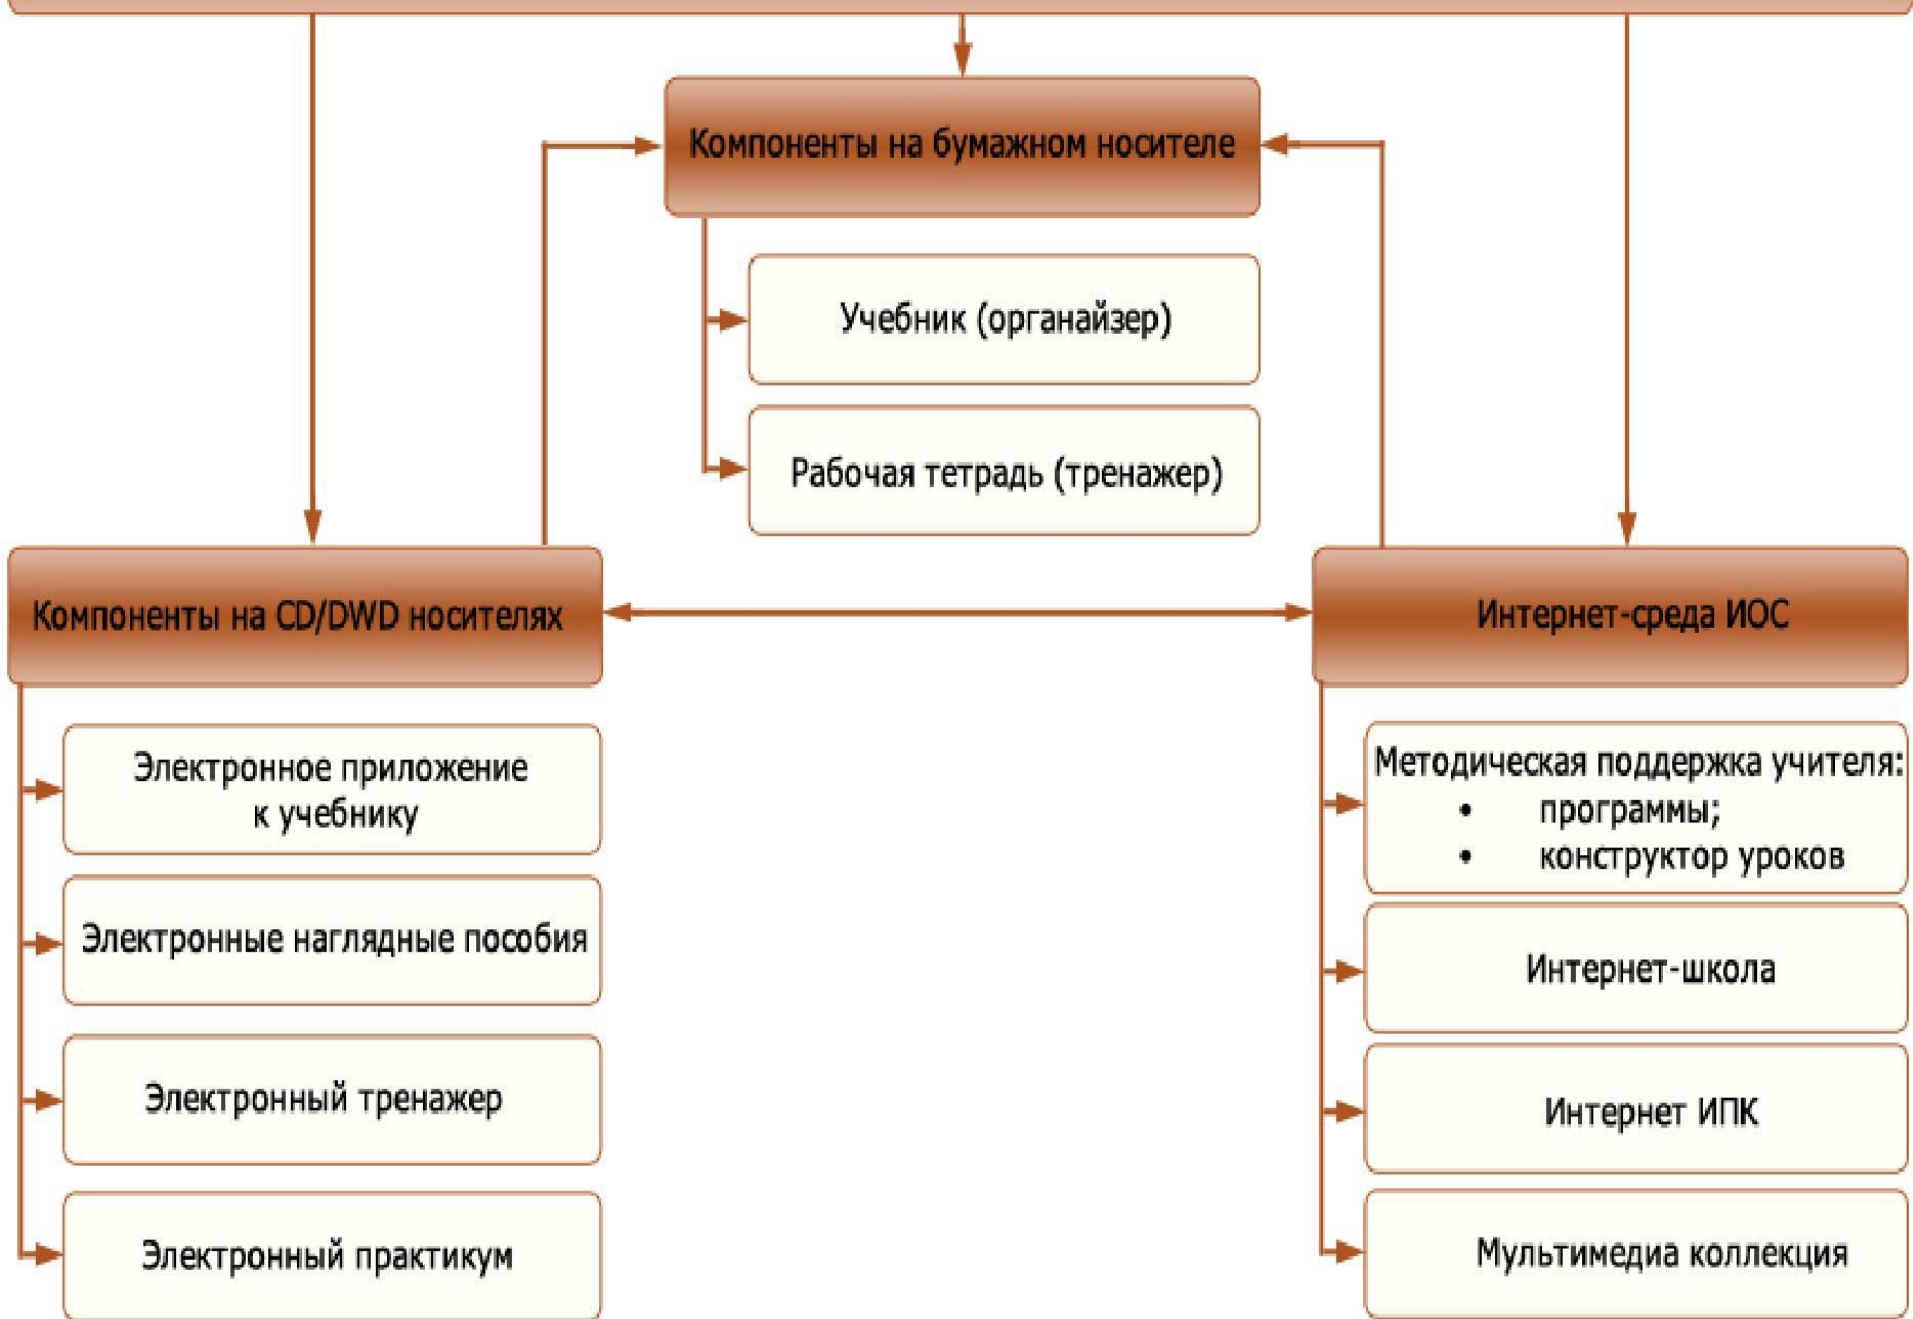 Компоненты на бумажном носителе
Учебник (органайзер)
Рабочая тетрадь (тренажер)
Компоненты на CD/DWD носителях
Электронное приложение
к учебнику
Электронные наглядные пособия
Электронный тренажер
Электронный практикум
Интернет-среда ИОС
Методическая поддержка учителя:
• программы;
• конструктор уроков
Интернет-школа
Интернет ИПК
Мультимедиа коллекция